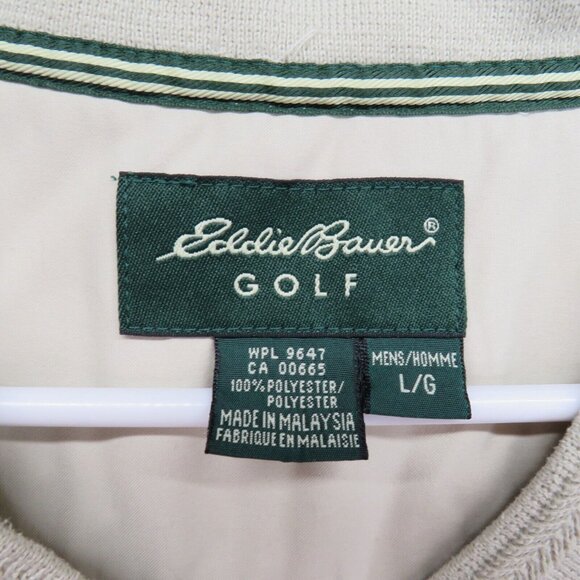 Eddie Bauer®
GOLF
WPL 9647
CA 00665
100% POLYESTER/
POLYESTER
MADE IN MALAYSIA
FABRIQUE EN MALAISIE
MENS/HOMME
L/G